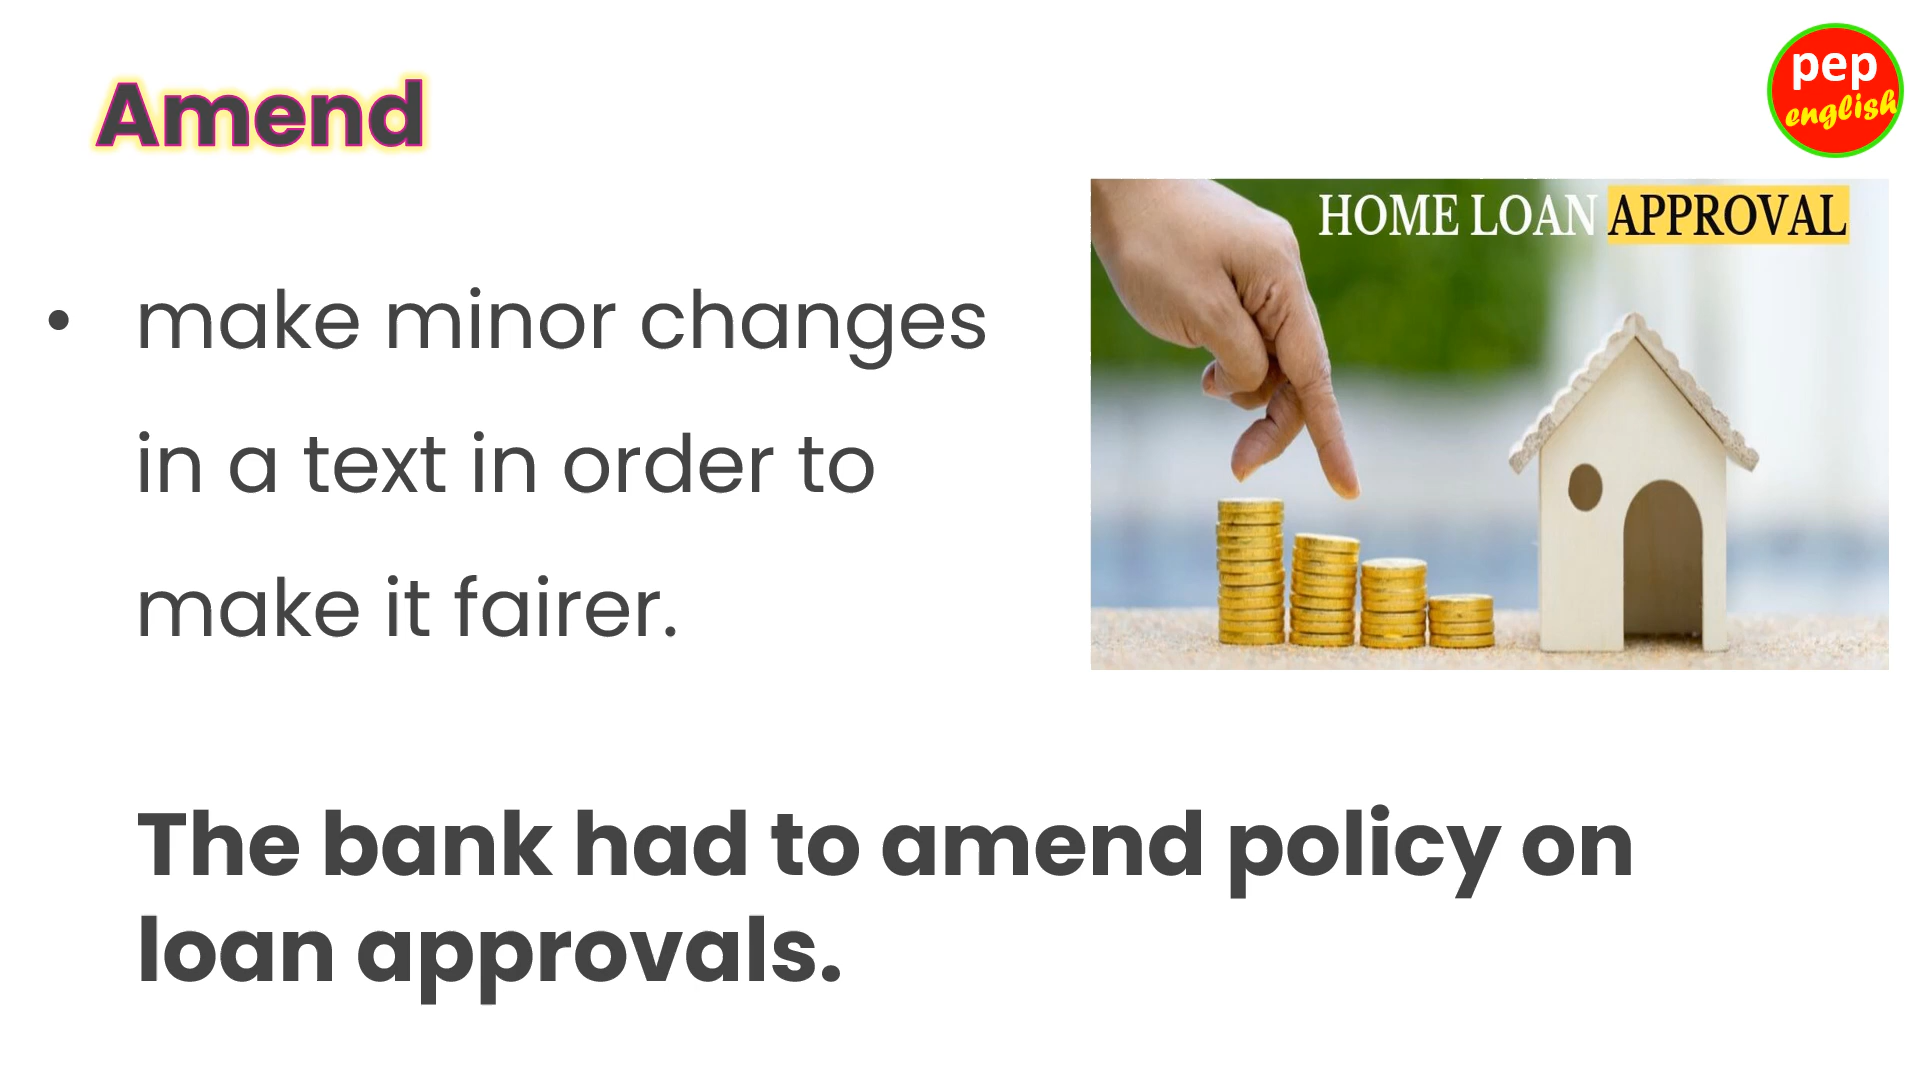 Amend
pep
english
HOME LOAN APPROVAL
• make minor changes
in a text in order to
make it fairer.
The bank had to amend policy on
loan approvals.